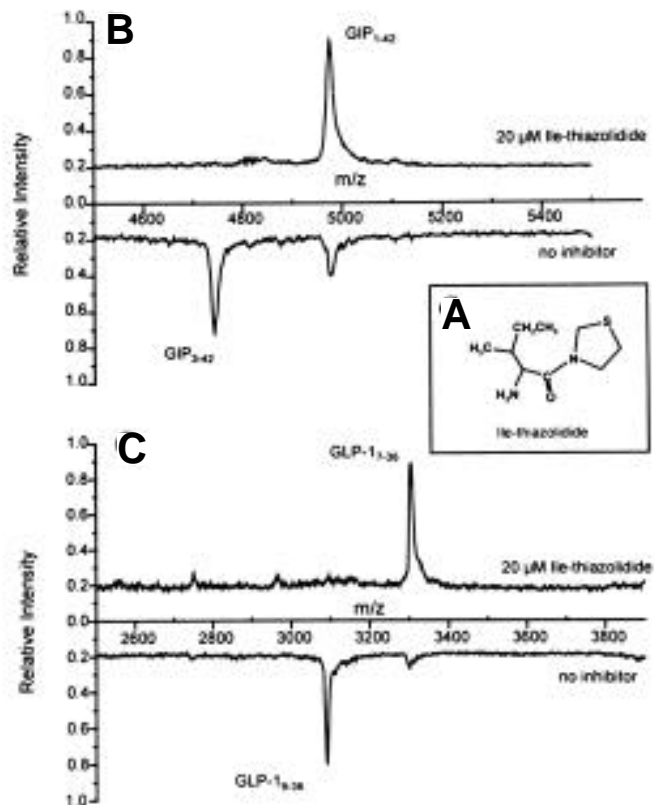 B
1.0
GIP1-42
0.8
0.6
0.4
20 µM Ile-thiazolidide
0.2
m/z
0.0
4600 4800 5000 5200 5400
0.2
no inhibitor
0.4
0.6
0.8
GIP3-42
1.0
Relative Intensity
A
S
CH2CH3
H3C
N
C
H2N
O
Ile-thiazolidide
C
1.0
GLP-17-36
0.8
0.6
0.4
20 µM Ile-thiazolidide
0.2
m/z
0.0
2600 2800 3000 3200 3400 3600 3800
0.2
no inhibitor
0.4
0.6
0.8
GLP-19-36
1.0
Relative Intensity